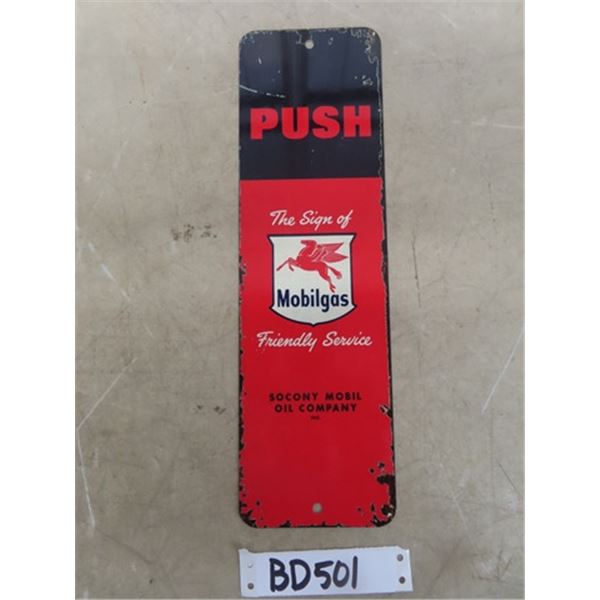 PUSH
The Sign of
Mobilgas
Friendly Service
SOCONY MOBIL
OIL COMPANY
BD501